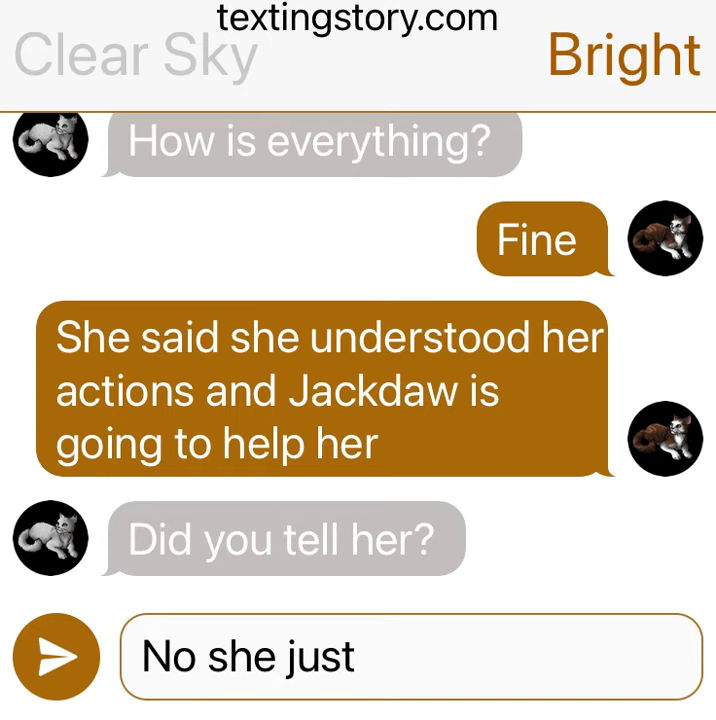 textingstory.com
Clear Sky
Bright
How is everything?
Fine
She said she understood her
actions and Jackdaw is
going to help her
Did you tell her?
No she just